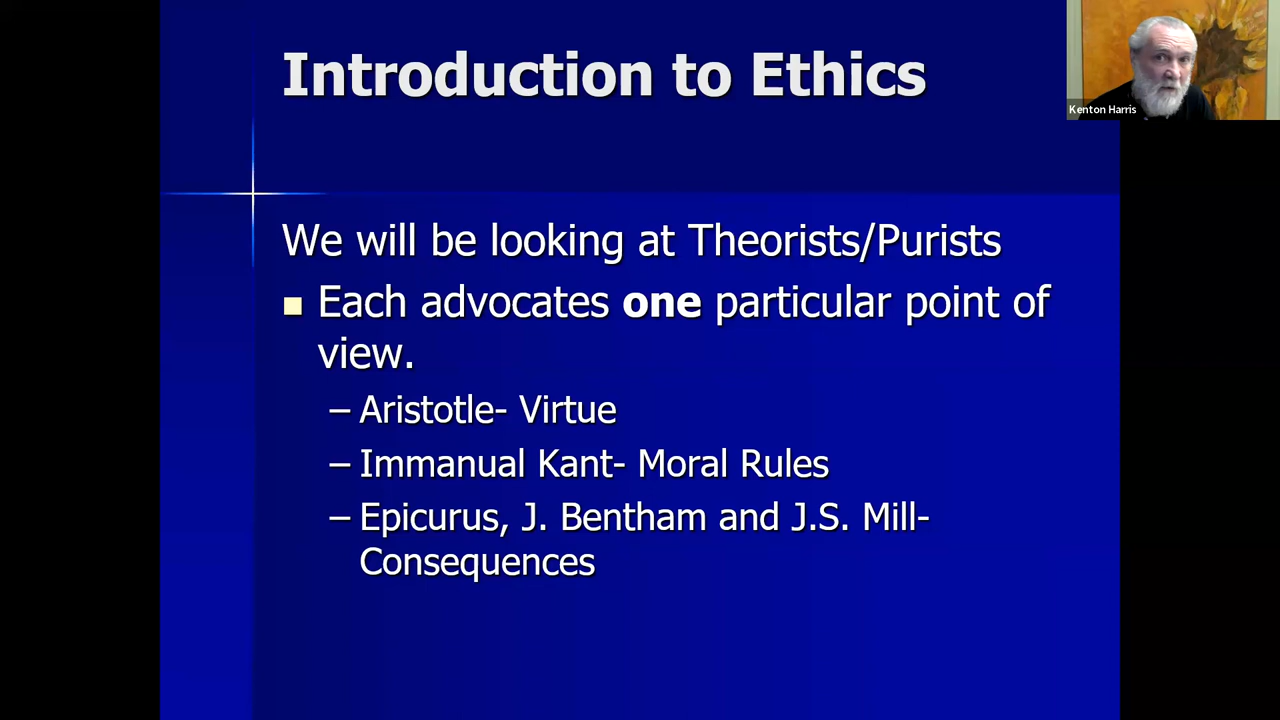 Introduction to Ethics
Kenton Harris
We will be looking at Theorists/Purists
Each advocates one particular point of
view.
– Aristotle- Virtue
– Immanual Kant- Moral Rules
– Epicurus, J. Bentham and J.S. Mill-
Consequences